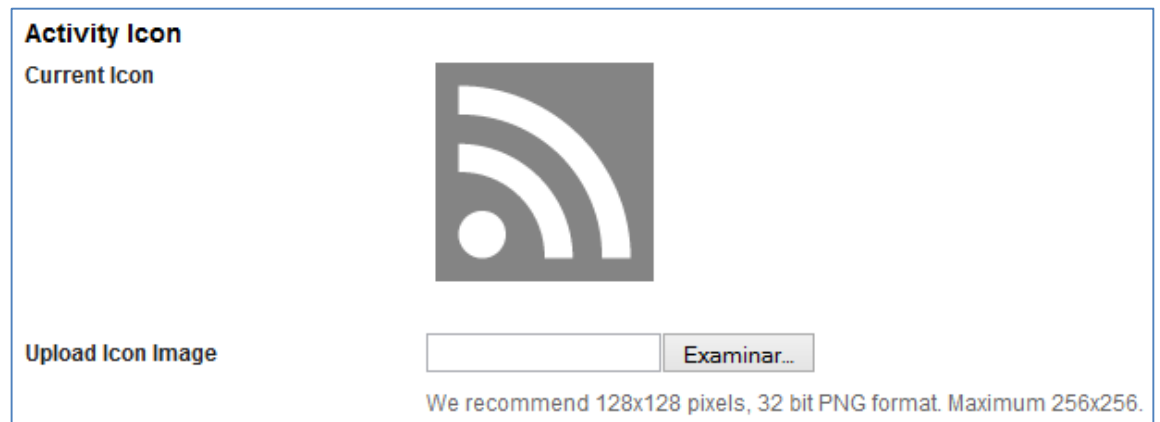 Activity Icon
Current Icon
Upload Icon Image
Examinar...
We recommend 128x128 pixels, 32 bit PNG format. Maximum 256x256.